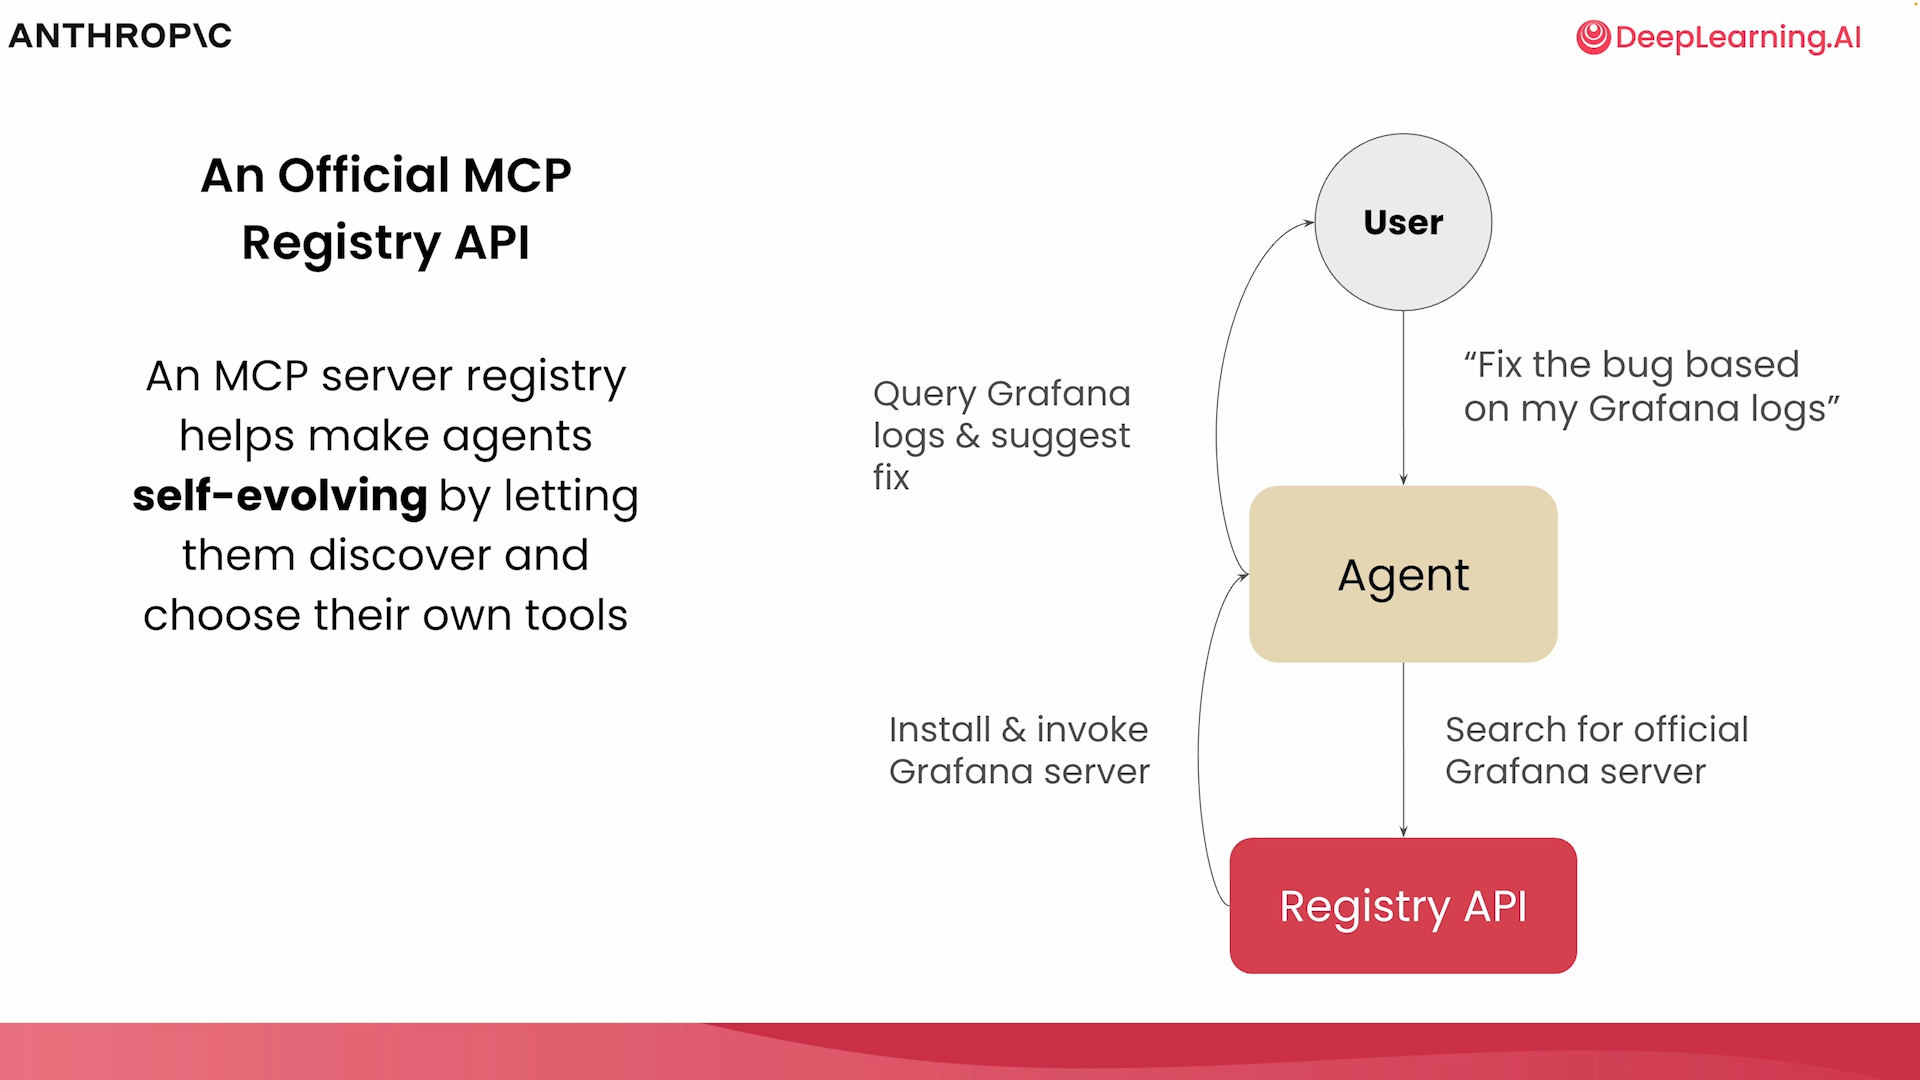 ANTHROP\C
DeepLearning.AI
An Official MCP
Registry API
An MCP server registry
helps make agents
self-evolving by letting
them discover and
choose their own tools
User
“Fix the bug based
on my Grafana logs”
Query Grafana
logs & suggest
fix
Agent
Install & invoke
Grafana server
Search for official
Grafana server
Registry API